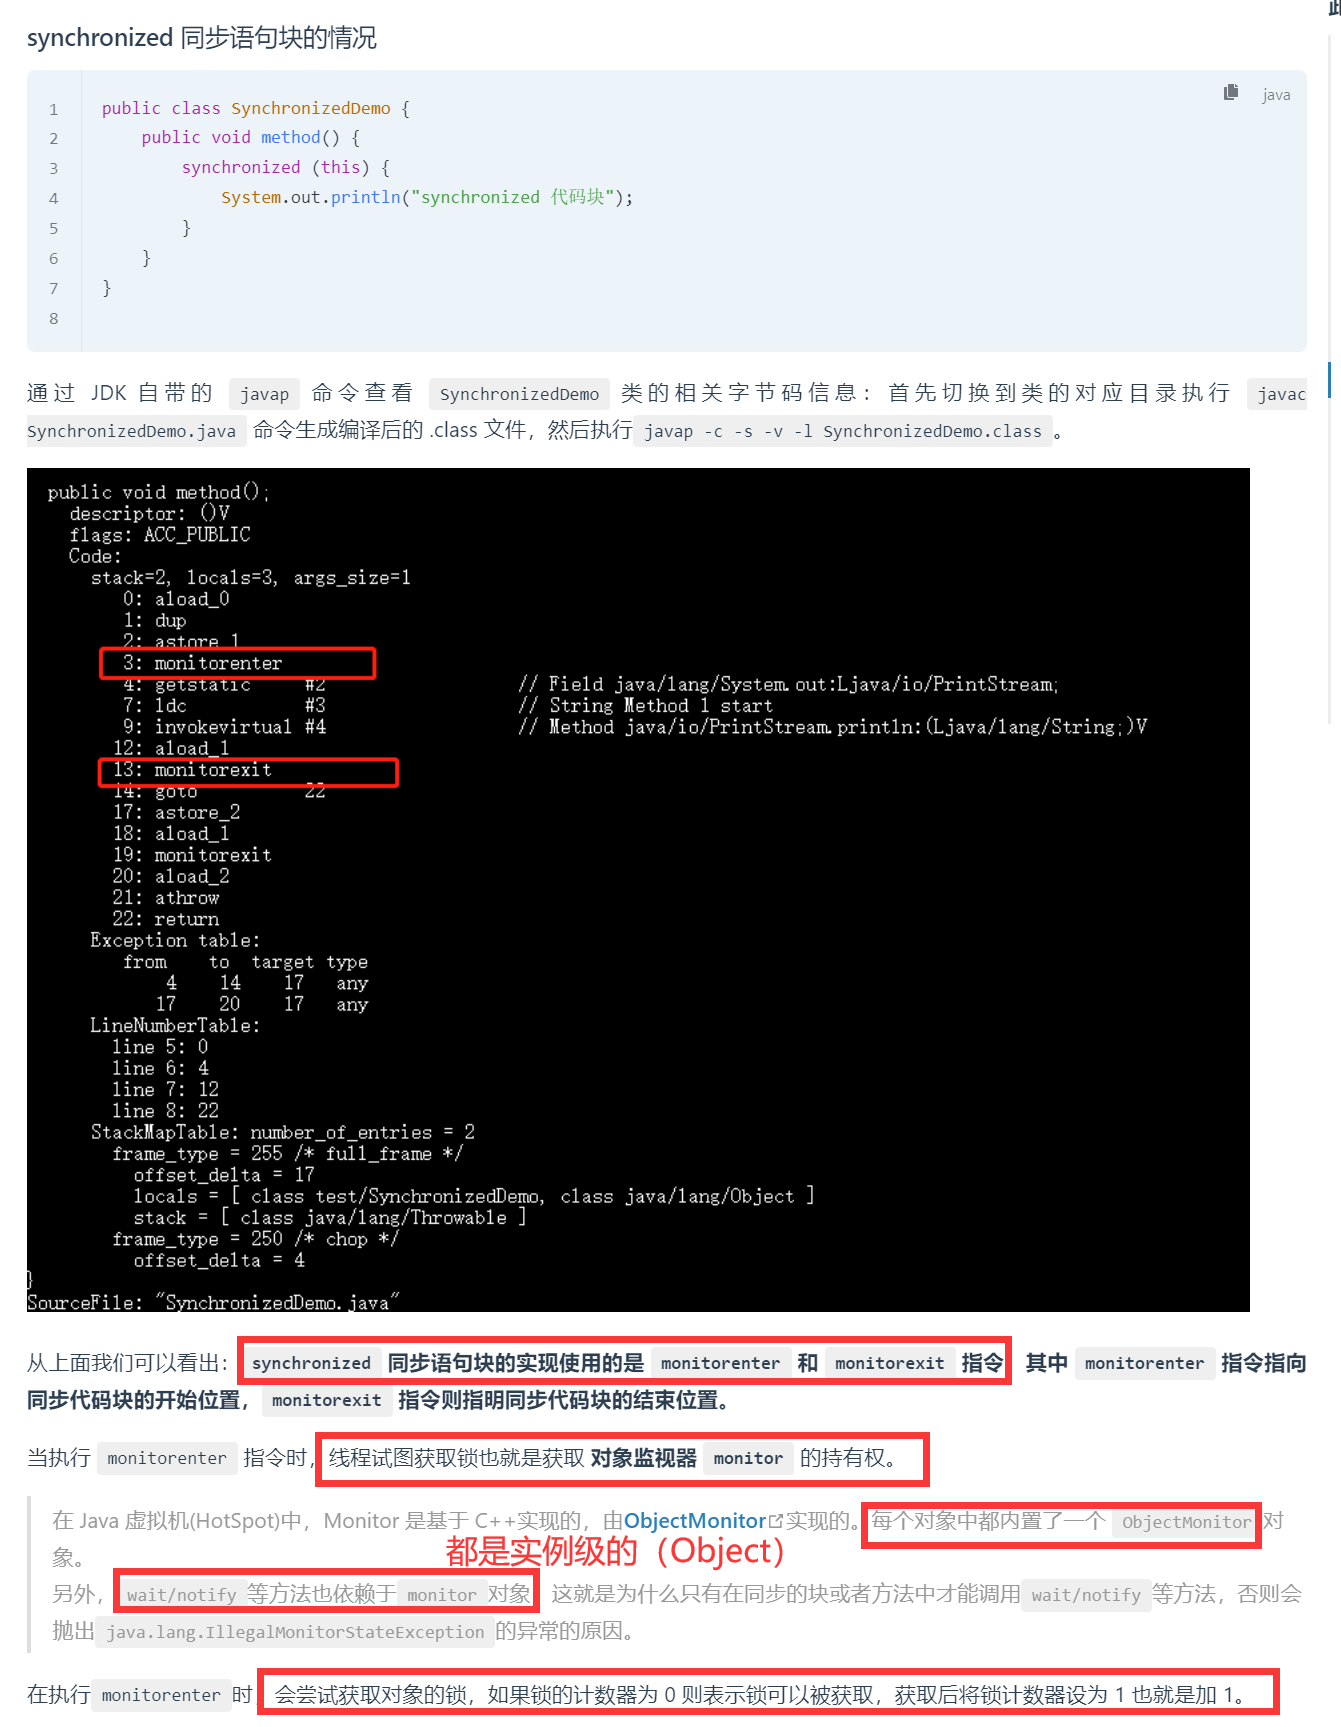 synchronized 同步语句块的情况
java
1 public class SynchronizedDemo {
2 public void method() {
3 synchronized (this) {
4 System.out.println("synchronized 代码块");
5 }
6 }
7 }
8
通过 JDK 自带的 javap 命令查看 SynchronizedDemo 类的相关字节码信息：首先切换到类的对应目录执行 javac
SynchronizedDemo.java 命令生成编译后的 .class 文件，然后执行 javap -c -s -v -l SynchronizedDemo.class 。
public void method();
descriptor: ()V
flags: ACC_PUBLIC
Code:
stack=2, locals=3, args_size=1
0: aload_0
1: dup
2: astore_1
3: monitorenter
4: getstatic #2 // Field java/lang/System.out:Ljava/io/PrintStream;
7: ldc #3 // String Method 1 start
9: invokevirtual #4 // Method java/io/PrintStream.println:(Ljava/lang/String;)V
12: aload_1
13: monitorexit
14: goto 22
17: astore_2
18: aload_1
19: monitorexit
20: aload_2
21: athrow
22: return
Exception table:
from to target type
4 14 17 any
17 20 17 any
LineNumberTable:
line 5: 0
line 6: 4
line 7: 12
line 8: 22
StackMapTable: number_of_entries = 2
frame_type = 255 /* full_frame */
offset_delta = 17
locals = [ class test/SynchronizedDemo, class java/lang/Object ]
stack = [ class java/lang/Throwable ]
frame_type = 250 /* chop */
offset_delta = 4
}
SourceFile: "SynchronizedDemo.java"
从上面我们可以看出： synchronized 同步语句块的实现使用的是 monitorenter 和 monitorexit 指令 其中 monitorenter 指令指向
同步代码块的开始位置， monitorexit 指令则指明同步代码块的结束位置。
当执行 monitorenter 指令时，线程试图获取锁也就是获取 对象监视器 monitor 的持有权。
在 Java 虚拟机(HotSpot)中，Monitor 是基于 C++实现的，由ObjectMonitor实现的。每个对象中都内置了一个 ObjectMonitor 对
象。
都是实例级的（Object）
另外， wait/notify 等方法也依赖于 monitor 对象 这就是为什么只有在同步的块或者方法中才能调用 wait/notify 等方法，否则会
抛出 java.lang.IllegalMonitorStateException 的异常的原因。
在执行 monitorenter 时 会尝试获取对象的锁，如果锁的计数器为 0 则表示锁可以被获取，获取后将锁计数器设为 1 也就是加 1。